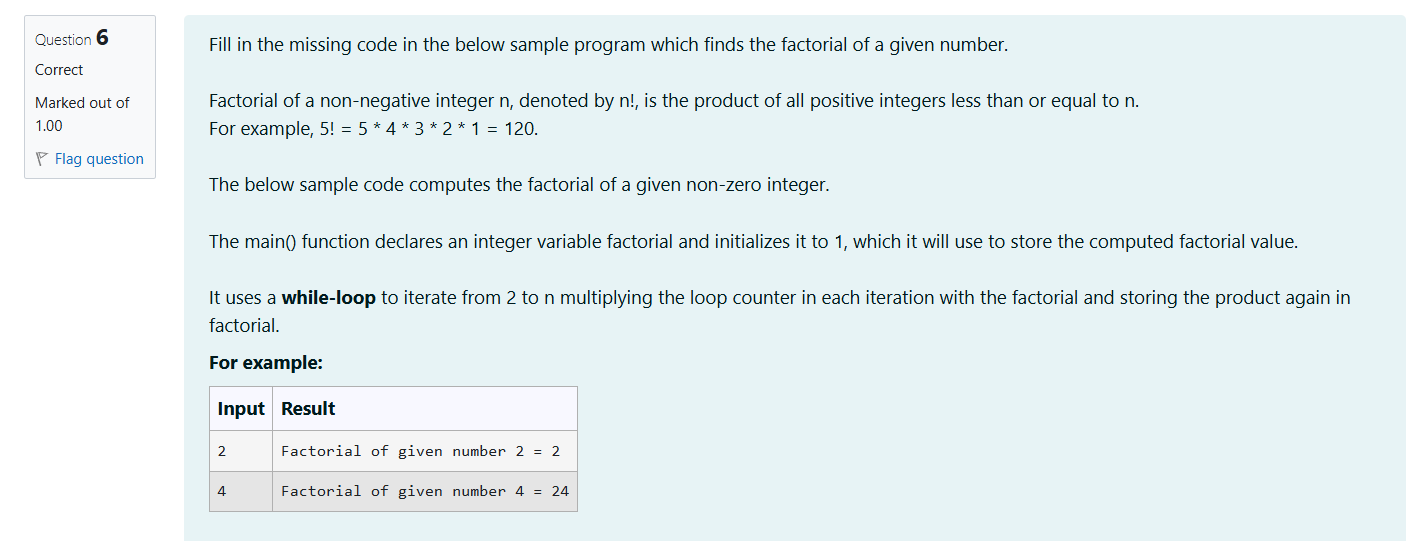 Question 6
Correct
Marked out of
1.00
Flag question
Fill in the missing code in the below sample program which finds the factorial of a given number.
Factorial of a non-negative integer n, denoted by n!, is the product of all positive integers less than or equal to n.
For example, 5! = 5 * 4 * 3 * 2 * 1 = 120.
The below sample code computes the factorial of a given non-zero integer.
The main() function declares an integer variable factorial and initializes it to 1, which it will use to store the computed factorial value.
It uses a while-loop to iterate from 2 to n multiplying the loop counter in each iteration with the factorial and storing the product again in
factorial.
For example:
Input Result
2 Factorial of given number 2 = 2
4 Factorial of given number 4 = 24